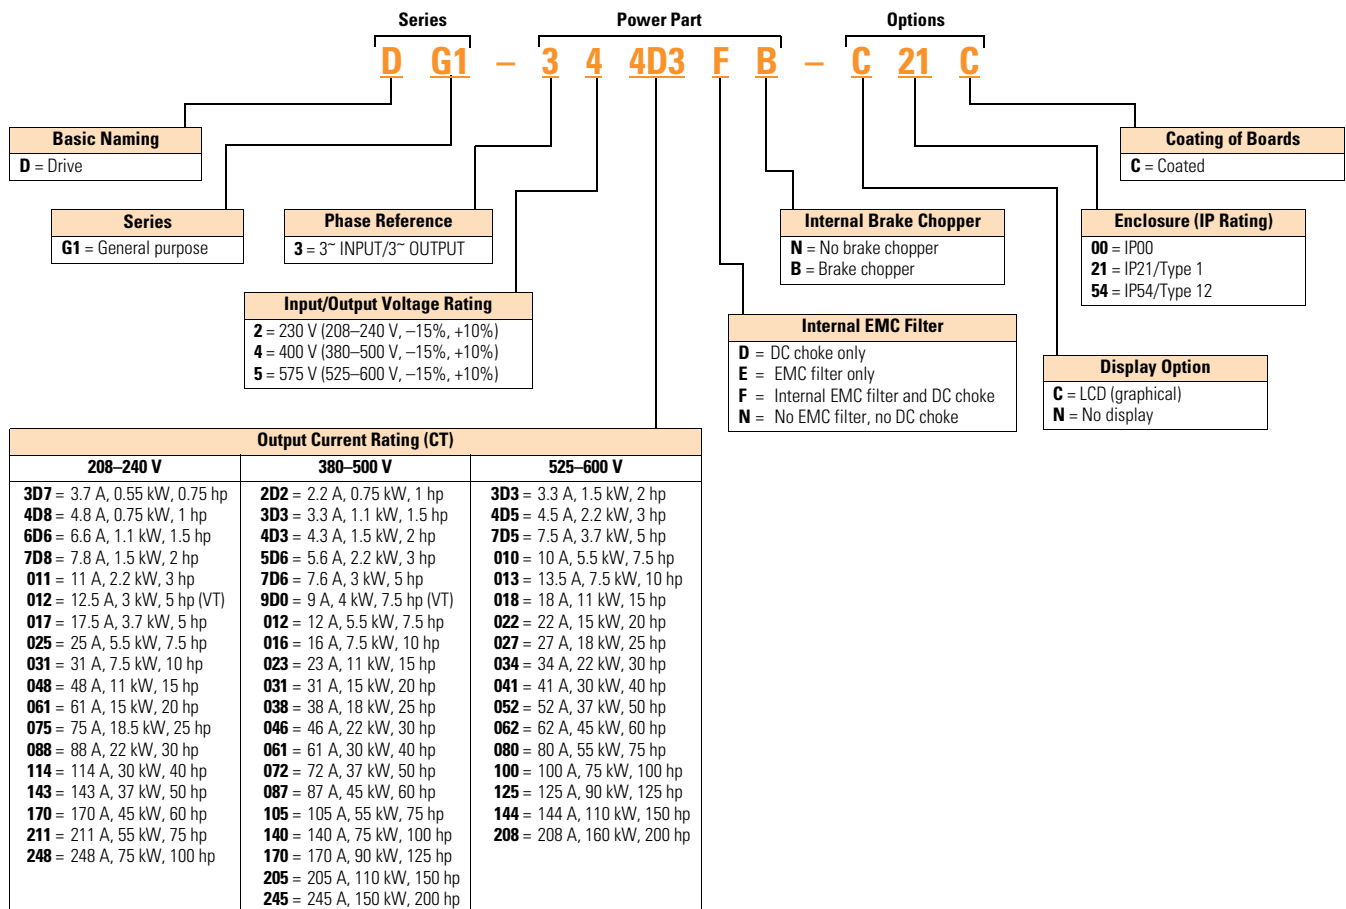 Series Power Part Options
D G1 – 3 4 4D3 F B – C 21 C
Basic Naming
D = Drive
Coating of Boards
C = Coated
Series
G1 = General purpose
Phase Reference
3 = 3~ INPUT/3~ OUTPUT
Internal Brake Chopper
N = No brake chopper
B = Brake chopper
Enclosure (IP Rating)
00 = IP00
21 = IP21/Type 1
54 = IP54/Type 12
Input/Output Voltage Rating
2 = 230 V (208–240 V, –15%, +10%)
4 = 400 V (380–500 V, –15%, +10%)
5 = 575 V (525–600 V, –15%, +10%)
Internal EMC Filter
D = DC choke only
E = EMC filter only
F = Internal EMC filter and DC choke
N = No EMC filter, no DC choke
Display Option
C = LCD (graphical)
N = No display
Output Current Rating (CT)
208–240 V
3D7 = 3.7 A, 0.55 kW, 0.75 hp
4D8 = 4.8 A, 0.75 kW, 1 hp
6D6 = 6.6 A, 1.1 kW, 1.5 hp
7D8 = 7.8 A, 1.5 kW, 2 hp
011 = 11 A, 2.2 kW, 3 hp
012 = 12.5 A, 3 kW, 5 hp (VT)
017 = 17.5 A, 3.7 kW, 5 hp
025 = 25 A, 5.5 kW, 7.5 hp
031 = 31 A, 7.5 kW, 10 hp
048 = 48 A, 11 kW, 15 hp
061 = 61 A, 15 kW, 20 hp
075 = 75 A, 18.5 kW, 25 hp
088 = 88 A, 22 kW, 30 hp
114 = 114 A, 30 kW, 40 hp
143 = 143 A, 37 kW, 50 hp
170 = 170 A, 45 kW, 60 hp
211 = 211 A, 55 kW, 75 hp
248 = 248 A, 75 kW, 100 hp
380–500 V
2D2 = 2.2 A, 0.75 kW, 1 hp
3D3 = 3.3 A, 1.1 kW, 1.5 hp
4D3 = 4.3 A, 1.5 kW, 2 hp
5D6 = 5.6 A, 2.2 kW, 3 hp
7D6 = 7.6 A, 3 kW, 5 hp
9D0 = 9 A, 4 kW, 7.5 hp (VT)
012 = 12 A, 5.5 kW, 7.5 hp
016 = 16 A, 7.5 kW, 10 hp
023 = 23 A, 11 kW, 15 hp
031 = 31 A, 15 kW, 20 hp
038 = 38 A, 18 kW, 25 hp
046 = 46 A, 22 kW, 30 hp
061 = 61 A, 30 kW, 40 hp
072 = 72 A, 37 kW, 50 hp
087 = 87 A, 45 kW, 60 hp
105 = 105 A, 55 kW, 75 hp
140 = 140 A, 75 kW, 100 hp
170 = 170 A, 90 kW, 125 hp
205 = 205 A, 110 kW, 150 hp
245 = 245 A, 150 kW, 200 hp
525–600 V
3D3 = 3.3 A, 1.5 kW, 2 hp
4D5 = 4.5 A, 2.2 kW, 3 hp
7D5 = 7.5 A, 3.7 kW, 5 hp
010 = 10 A, 5.5 kW, 7.5 hp
013 = 13.5 A, 7.5 kW, 10 hp
018 = 18 A, 11 kW, 15 hp
022 = 22 A, 15 kW, 20 hp
027 = 27 A, 18 kW, 25 hp
034 = 34 A, 22 kW, 30 hp
041 = 41 A, 30 kW, 40 hp
052 = 52 A, 37 kW, 50 hp
062 = 62 A, 45 kW, 60 hp
080 = 80 A, 55 kW, 75 hp
100 = 100 A, 75 kW, 100 hp
125 = 125 A, 90 kW, 125 hp
144 = 144 A, 110 kW, 150 hp
208 = 208 A, 160 kW, 200 hp